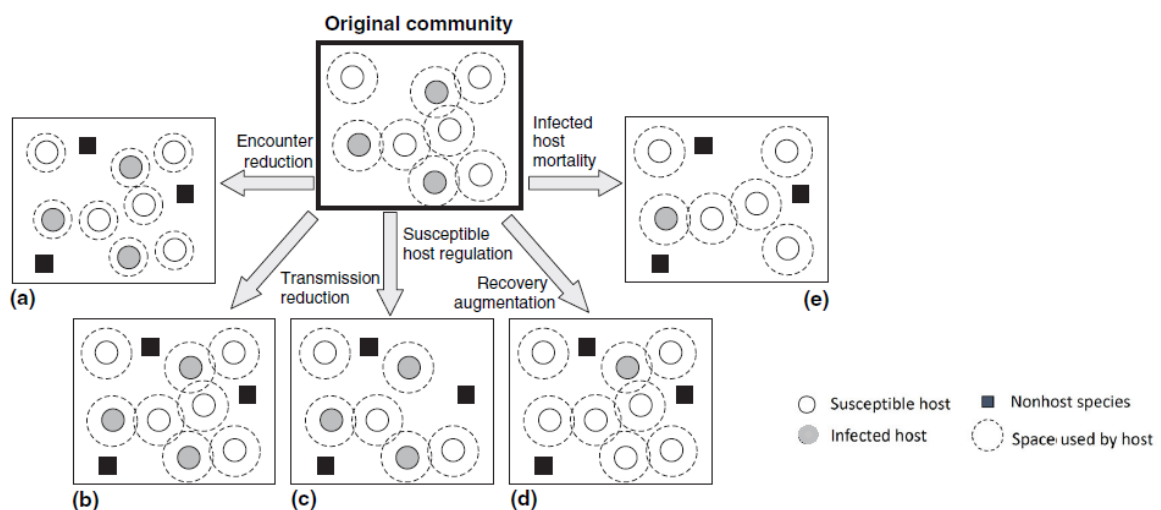 Original community
Encounter
reduction
Infected
host
mortality
Susceptible
host regulation
Transmission
reduction
Recovery
augmentation
(a)
(e)
(b)
(c)
(d)
Susceptible host
Nonhost species
Infected host
Space used by host